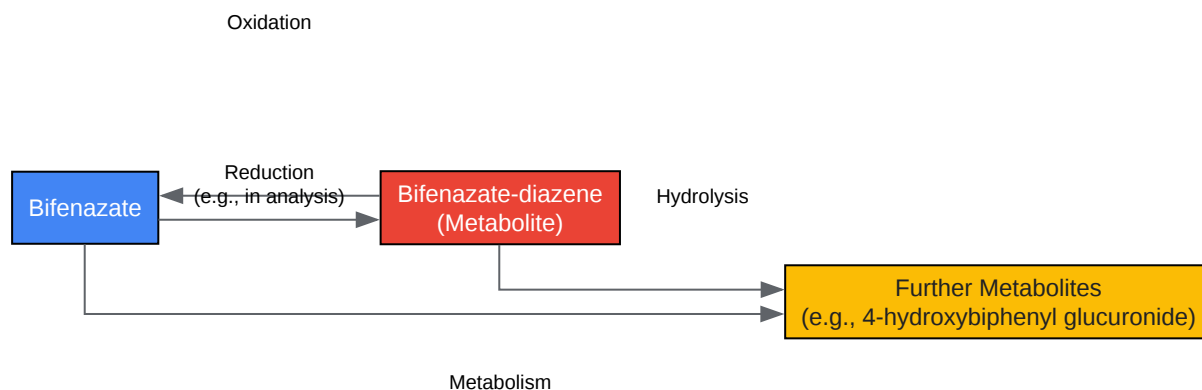 Oxidation
Reduction
(e.g., in analysis)
Bifenazate
Bifenazate-diazene
(Metabolite)
Hydrolysis
Further Metabolites
(e.g., 4-hydroxybiphenyl glucuronide)
Metabolism